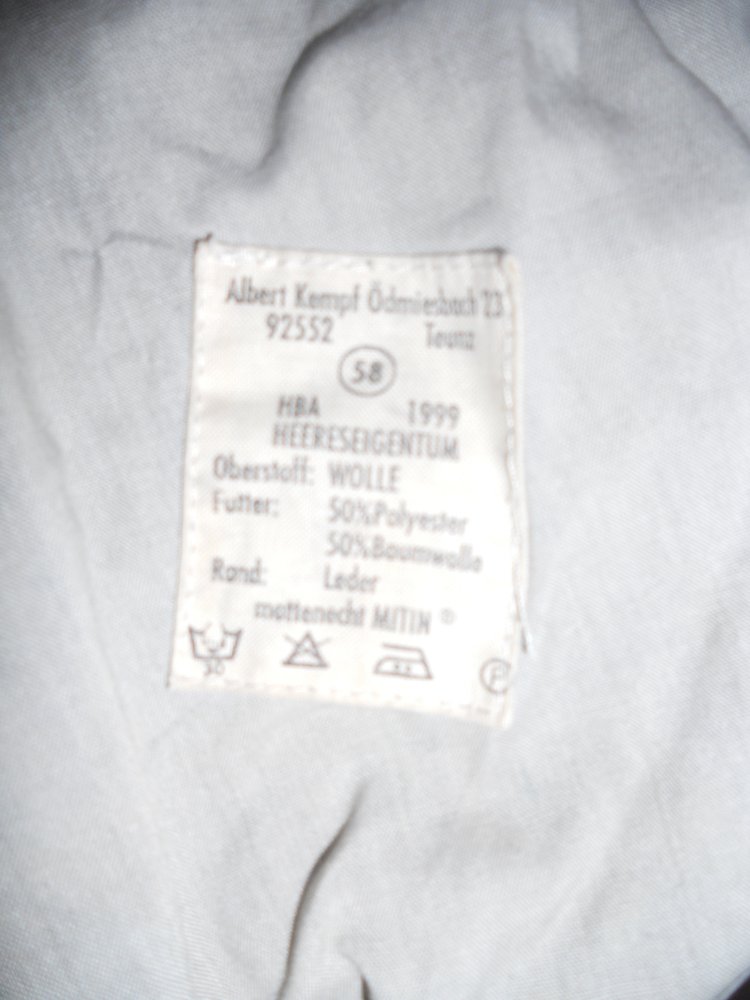 Albert Kempf Ödmiesbach 23
92552 Teunz
58
HBA 1999
HEERESEIGENTUM
Oberstoff: WOLLE
Futter: 50%Polyester
50%Baumwolle
Rand: Leder
mottenecht MITIN ®
30
P